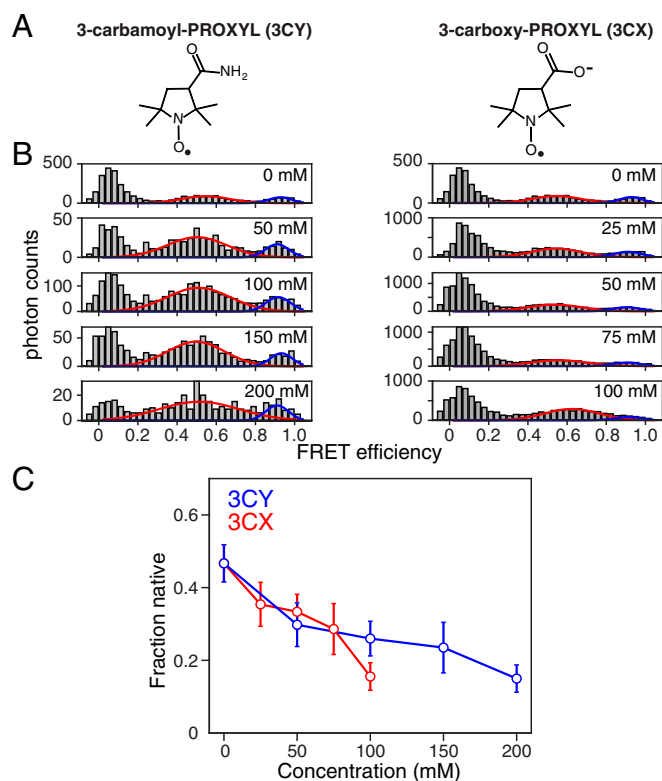 A
3-carbamoyl-PROXYL (3CY)
3-carboxy-PROXYL (3CX)
O
NH2
N
O•
O
O−
N
O•
B
photon counts
500
0
0 mM
50
0
50 mM
100
0
100 mM
50
0
150 mM
20
0
200 mM
0 0.2 0.4 0.6 0.8 1.0
500
0
0 mM
1000
0
25 mM
1000
0
50 mM
1000
0
75 mM
1000
0
100 mM
0 0.2 0.4 0.6 0.8 1.0
FRET efficiency
C
3CY
3CX
Fraction native
0.6
0.4
0.2
0
0 50 100 150 200
Concentration (mM)